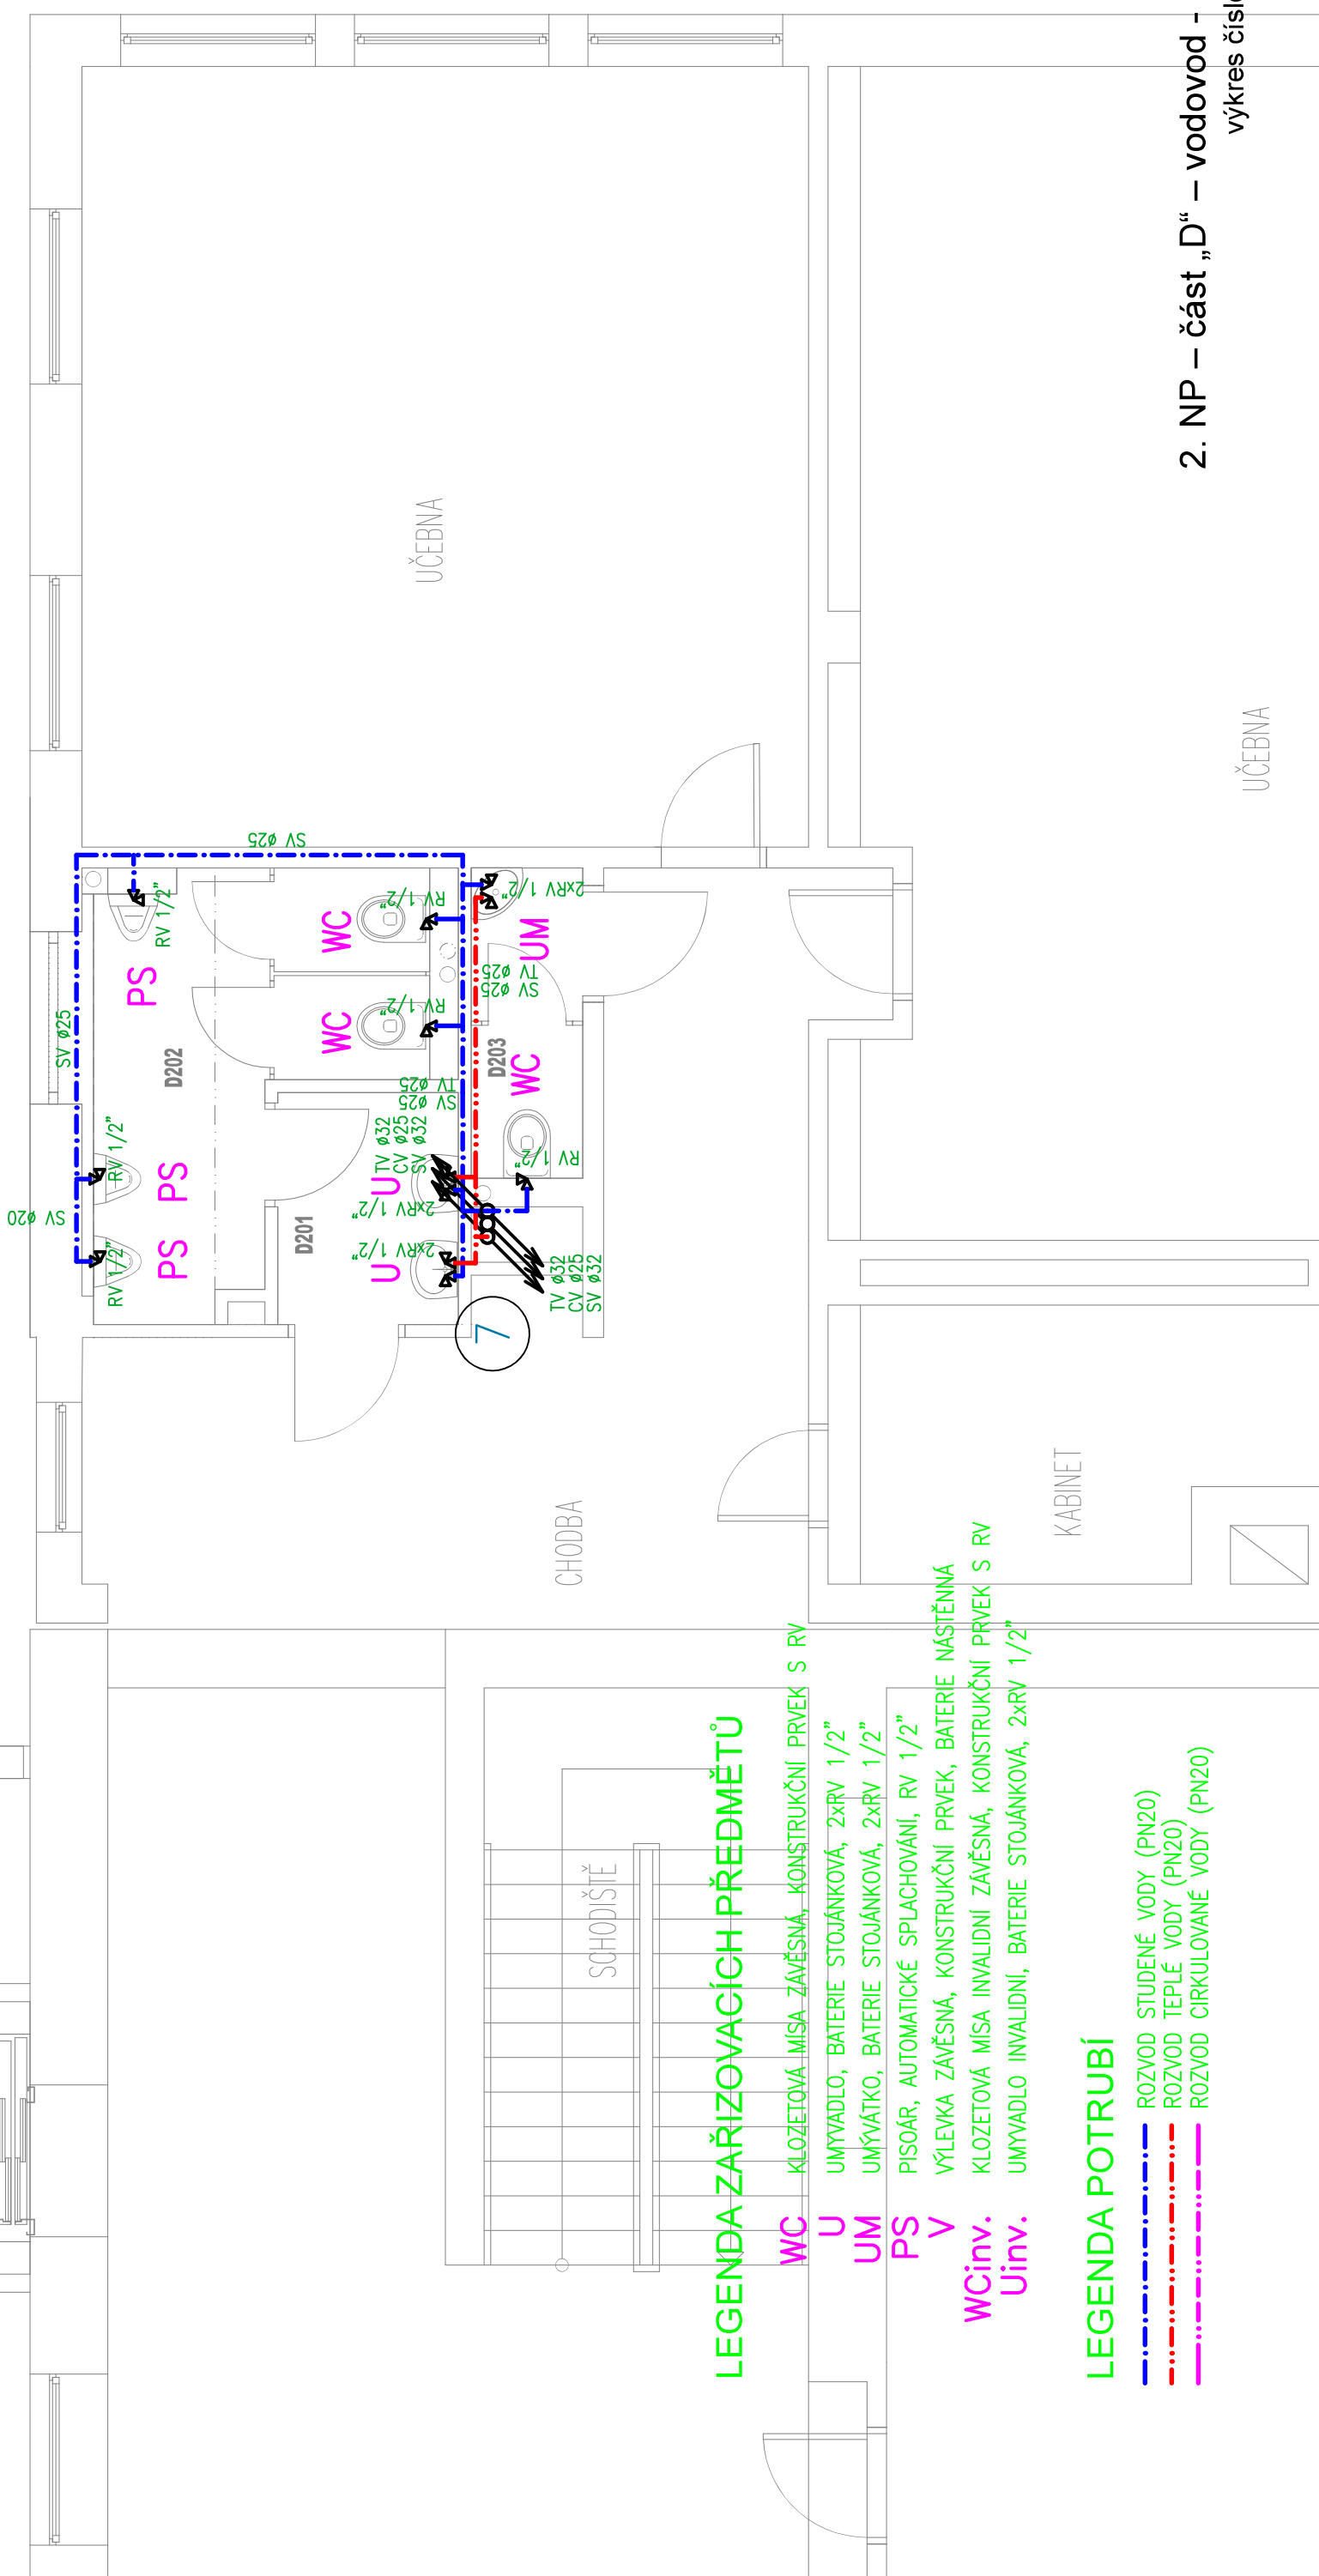 2. NP – část „D“ – vodovod -
výkres čísl
UČEBNA
UČEBNA
SV ø25
SV ø25
SV ø20
RV 1/2"
RV 1/2"
RV 1/2"
PS
PS
PS
D202
WC
WC
RV 1/2"
RV 1/2"
2xRV 1/2"
UM
TV ø25
SV ø25
D203
WC
RV 1/2"
TV ø25
SV ø25
TV ø32
CV ø25
SV ø32
U
U
2xRV 1/2"
2xRV 1/2"
D201
TV ø32
CV ø25
SV ø32
7
CHODBA
KABINET
SCHODIŠTĚ
LEGENDA ZAŘIZOVACÍCH PŘEDMĚTŮ
WC KLOZETOVÁ MÍSA ZÁVĚSNÁ, KONSTRUKČNÍ PRVEK S RV
U UMYVADLO, BATERIE STOJÁNKOVÁ, 2xRV 1/2"
UM UMÝVÁTKO, BATERIE STOJÁNKOVÁ, 2xRV 1/2"
PS PISOÁR, AUTOMATICKÉ SPLACHOVÁNÍ, RV 1/2"
V VÝLEVKA ZÁVĚSNÁ, KONSTRUKČNÍ PRVEK, BATERIE NÁSTĚNNÁ
WCinv. KLOZETOVÁ MÍSA INVALIDNÍ ZÁVĚSNÁ, KONSTRUKČNÍ PRVEK S RV
Uinv. UMYVADLO INVALIDNÍ, BATERIE STOJÁNKOVÁ, 2xRV 1/2"
LEGENDA POTRUBÍ
ROZVOD STUDENÉ VODY (PN20)
ROZVOD TEPLÉ VODY (PN20)
ROZVOD CIRKULOVANÉ VODY (PN20)